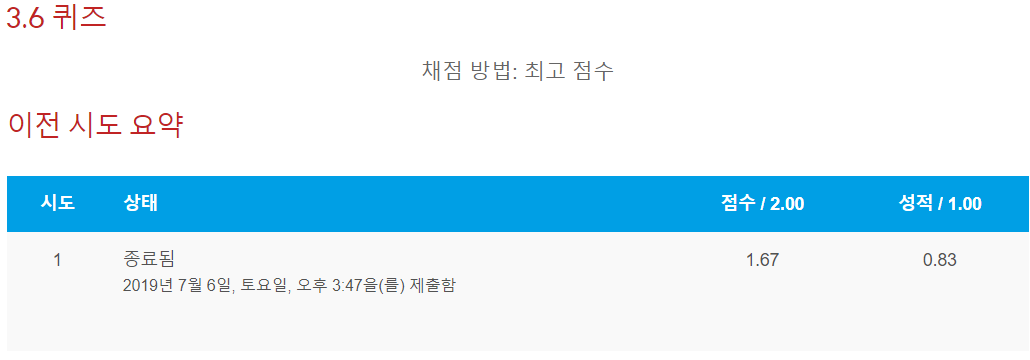 3.6 퀴즈
채점 방법: 최고 점수
이전 시도 요약
시도 상태 점수 / 2.00 성적 / 1.00
1 종료됨 1.67 0.83
2019년 7월 6일, 토요일, 오후 3:47을(를) 제출함